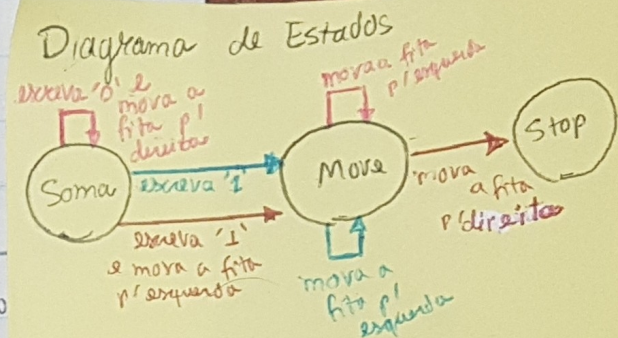 Diagrama de Estados
escreva '0' e
mova a
fita p/
direita
Soma
escreva '1'
escreva '1'
e mova a fita
p/ esquerda
mova a fita
p/ esquerda
Move
mova a
fita p/
esquerda
mova
a fita
p/ direita
Stop